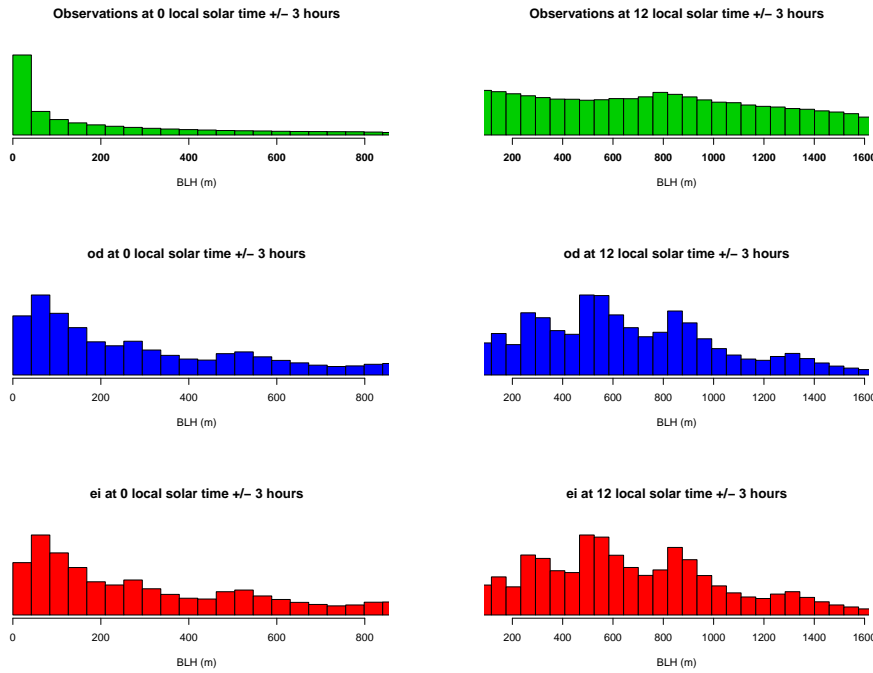 Observations at 0 local solar time +/− 3 hours
0 200 400 600 800
BLH (m)
Observations at 12 local solar time +/− 3 hours
200 400 600 800 1000 1200 1400 1600
BLH (m)
od at 0 local solar time +/− 3 hours
0 200 400 600 800
BLH (m)
od at 12 local solar time +/− 3 hours
200 400 600 800 1000 1200 1400 1600
BLH (m)
ei at 0 local solar time +/− 3 hours
0 200 400 600 800
BLH (m)
ei at 12 local solar time +/− 3 hours
200 400 600 800 1000 1200 1400 1600
BLH (m)